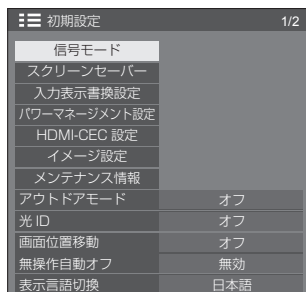 初期設定 1/2
信号モード
スクリーンセーバー
入力表示書換設定
パワーマネージメント設定
HDMI-CEC 設定
イメージ設定
メンテナンス情報
アウトドアモード オフ
光 ID オフ
画面位置移動 オフ
無操作自動オフ 無効
表示言語切換 日本語